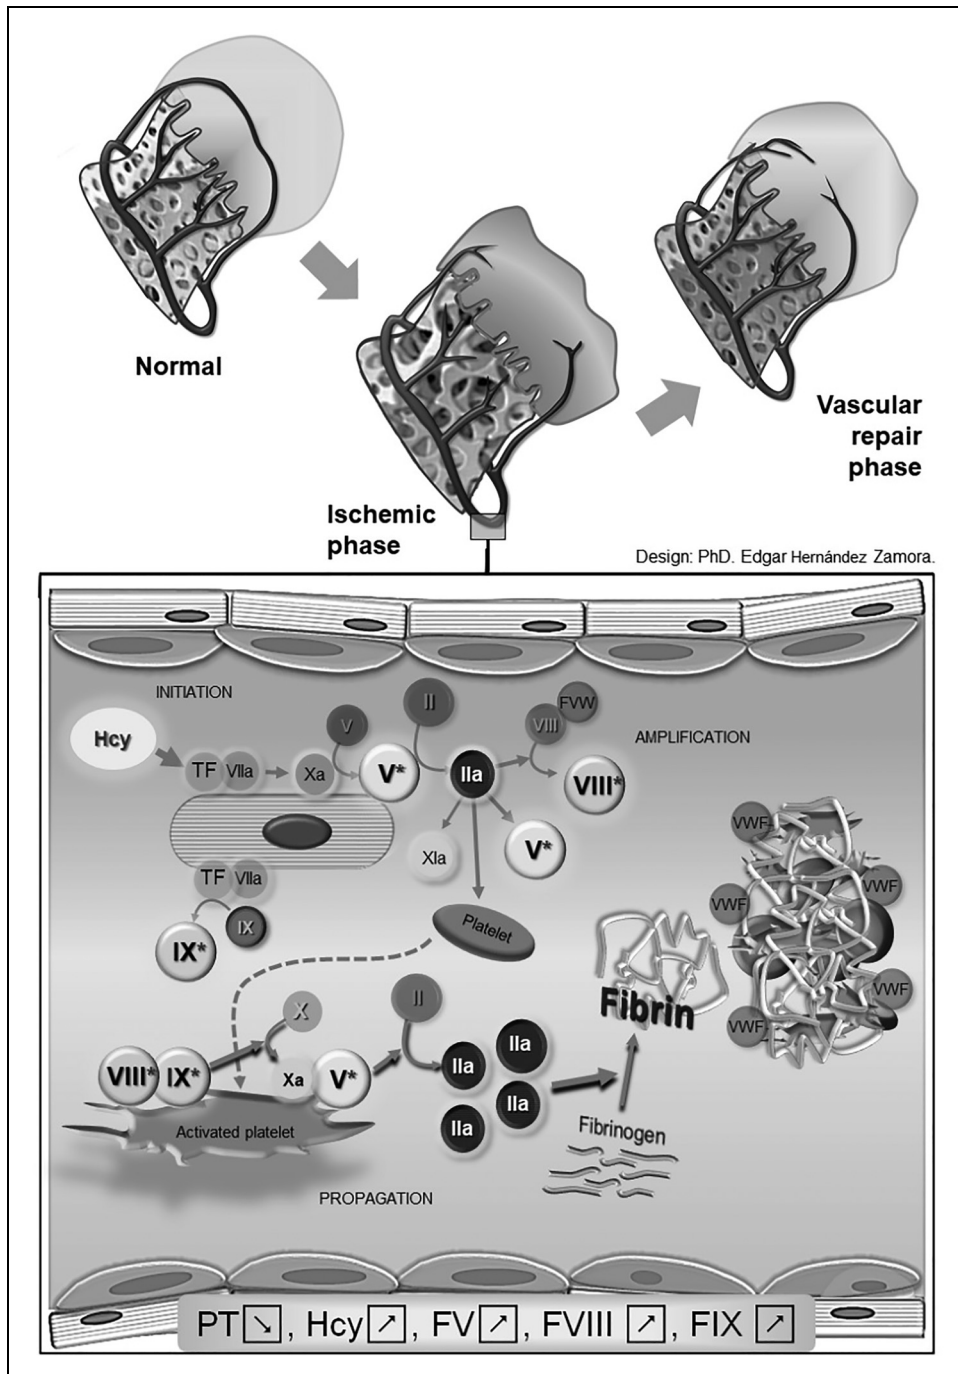 Normal
Ischemic
phase
Vascular
repair
phase
Design: PhD. Edgar Hernández Zamora.
INITIATION
AMPLIFICATION
Hcy
TF VIIa
Xa
V
V*
II
IIa
VIII
FVW
VIII*
XIa
V*
TF VIIa
IX
IX*
Platelet
VWF
VWF
VWF
VWF
VWF
Fibrin
X
II
VIII* IX*
Xa
V*
IIa
IIa
IIa
IIa
Activated platelet
Fibrinogen
PROPAGATION
PT ↘, Hcy ↗, FV ↗, FVIII ↗, FIX ↗